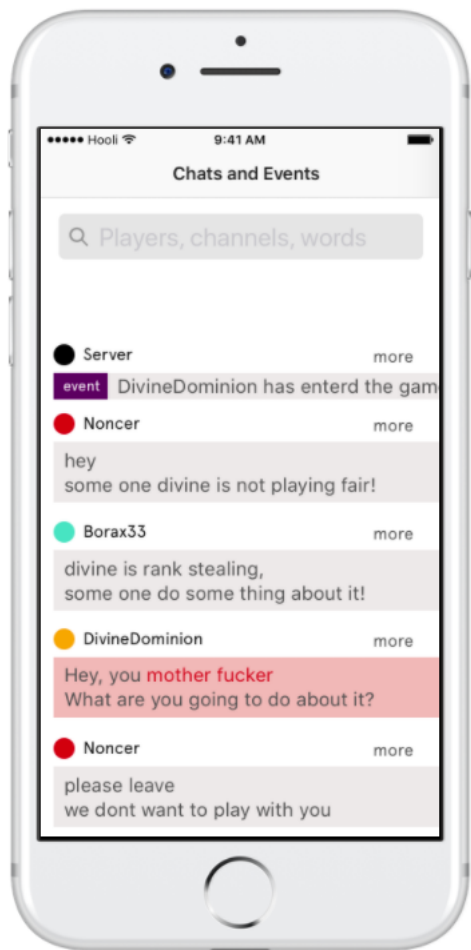 Hooli 9:41 AM
Chats and Events
Players, channels, words
Server more
event DivineDominion has enterd the gam
Noncer more
hey
some one divine is not playing fair!
Borax33 more
divine is rank stealing,
some one do some thing about it!
DivineDominion more
Hey, you mother fucker
What are you going to do about it?
Noncer more
please leave
we dont want to play with you